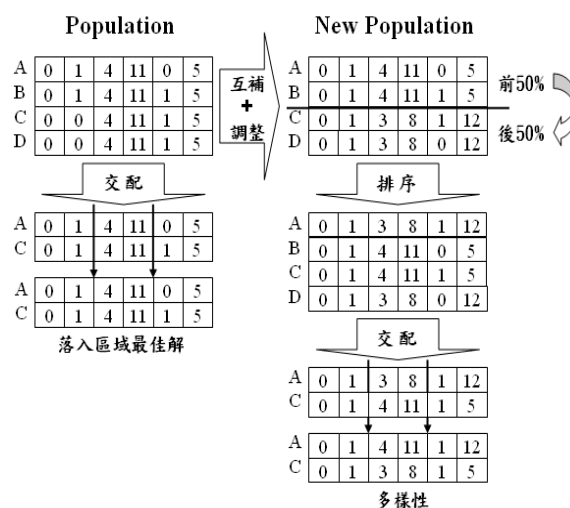 Population
A 0 1 4 11 0 5
B 0 1 4 11 1 5
C 0 0 4 11 1 5
D 0 0 4 11 1 5
交配
A 0 1 4 11 0 5
C 0 1 4 11 1 5
A 0 1 4 11 0 5
C 0 1 4 11 1 5
落入區域最佳解
互補
+
調整
New Population
A 0 1 4 11 0 5
B 0 1 4 11 1 5
C 0 1 3 8 1 12
D 0 1 3 8 0 12
前50%
後50%
排序
A 0 1 3 8 1 12
B 0 1 4 11 0 5
C 0 1 4 11 1 5
D 0 1 3 8 0 12
交配
A 0 1 3 8 1 12
C 0 1 4 11 1 5
A 0 1 4 11 1 12
C 0 1 3 8 1 5
多樣性